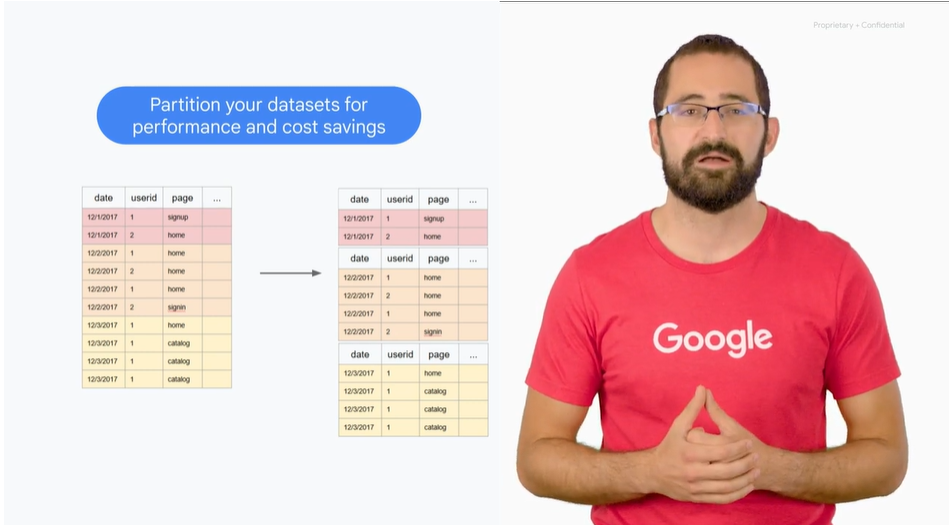 Proprietary + Confidential
Partition your datasets for
performance and cost savings
date userid page ...
12/1/2017 1 signup
12/1/2017 2 home
12/2/2017 1 home
12/2/2017 2 home
12/2/2017 1 home
12/2/2017 2 signin
12/3/2017 1 home
12/3/2017 1 catalog
12/3/2017 1 catalog
12/3/2017 1 catalog
date userid page ...
12/1/2017 1 signup
12/1/2017 2 home
date userid page ...
12/2/2017 1 home
12/2/2017 2 home
12/2/2017 1 home
12/2/2017 2 signin
date userid page ...
12/3/2017 1 home
12/3/2017 1 catalog
12/3/2017 1 catalog
12/3/2017 1 catalog
Google